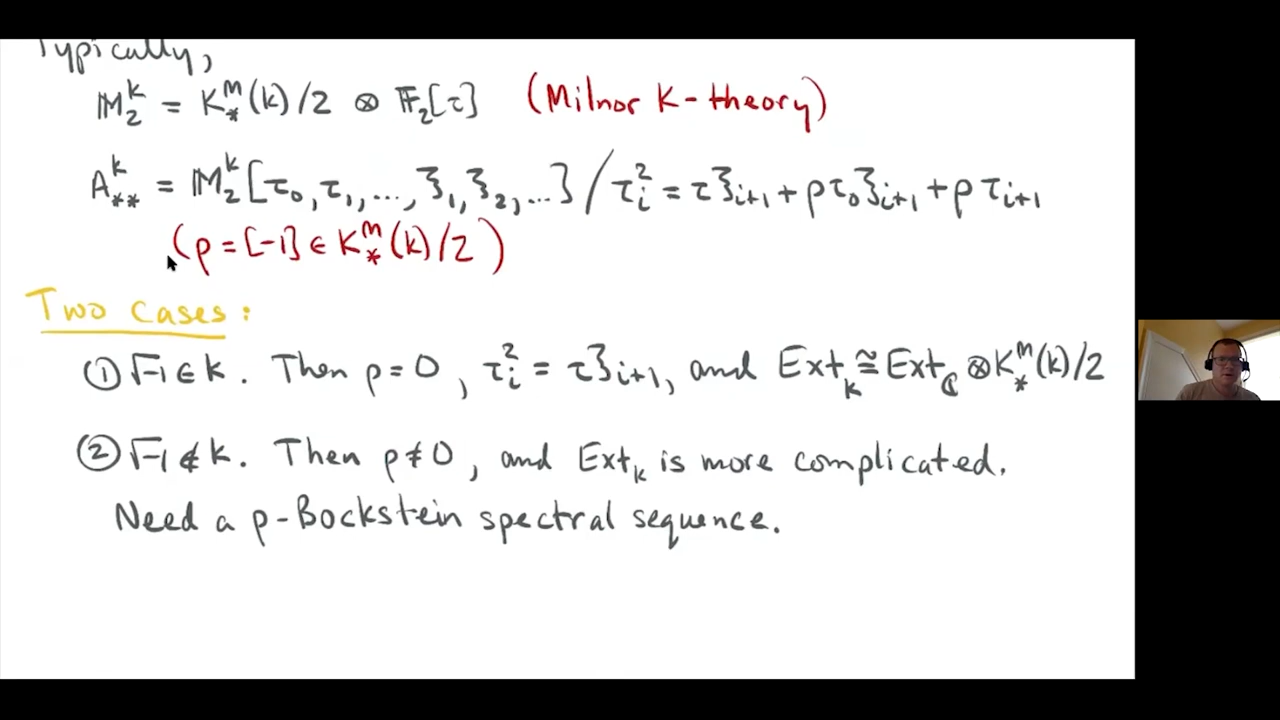 Typically,
𝕄₂ᵏ = K⁎ᴹ(k)/2 ⊗ 𝔽₂[τ] (Milnor K-theory)
A⁎⁎ᵏ = 𝕄₂ᵏ[τ₀, τ₁, ..., ξ₁, ξ₂, ...] / τᵢ² = τξᵢ₊₁ + ρτ₀ξᵢ₊₁ + ρτᵢ₊₁
(ρ = [-1] ∈ K⁎ᴹ(k)/2)
Two cases:
① √-1 ∈ k. Then ρ = 0, τᵢ² = τξᵢ₊₁, and Ext_k ≅ Ext_ℂ ⊗ K⁎ᴹ(k)/2
② √-1 ∉ k. Then ρ ≠ 0, and Ext_k is more complicated.
Need a ρ-Bockstein spectral sequence.